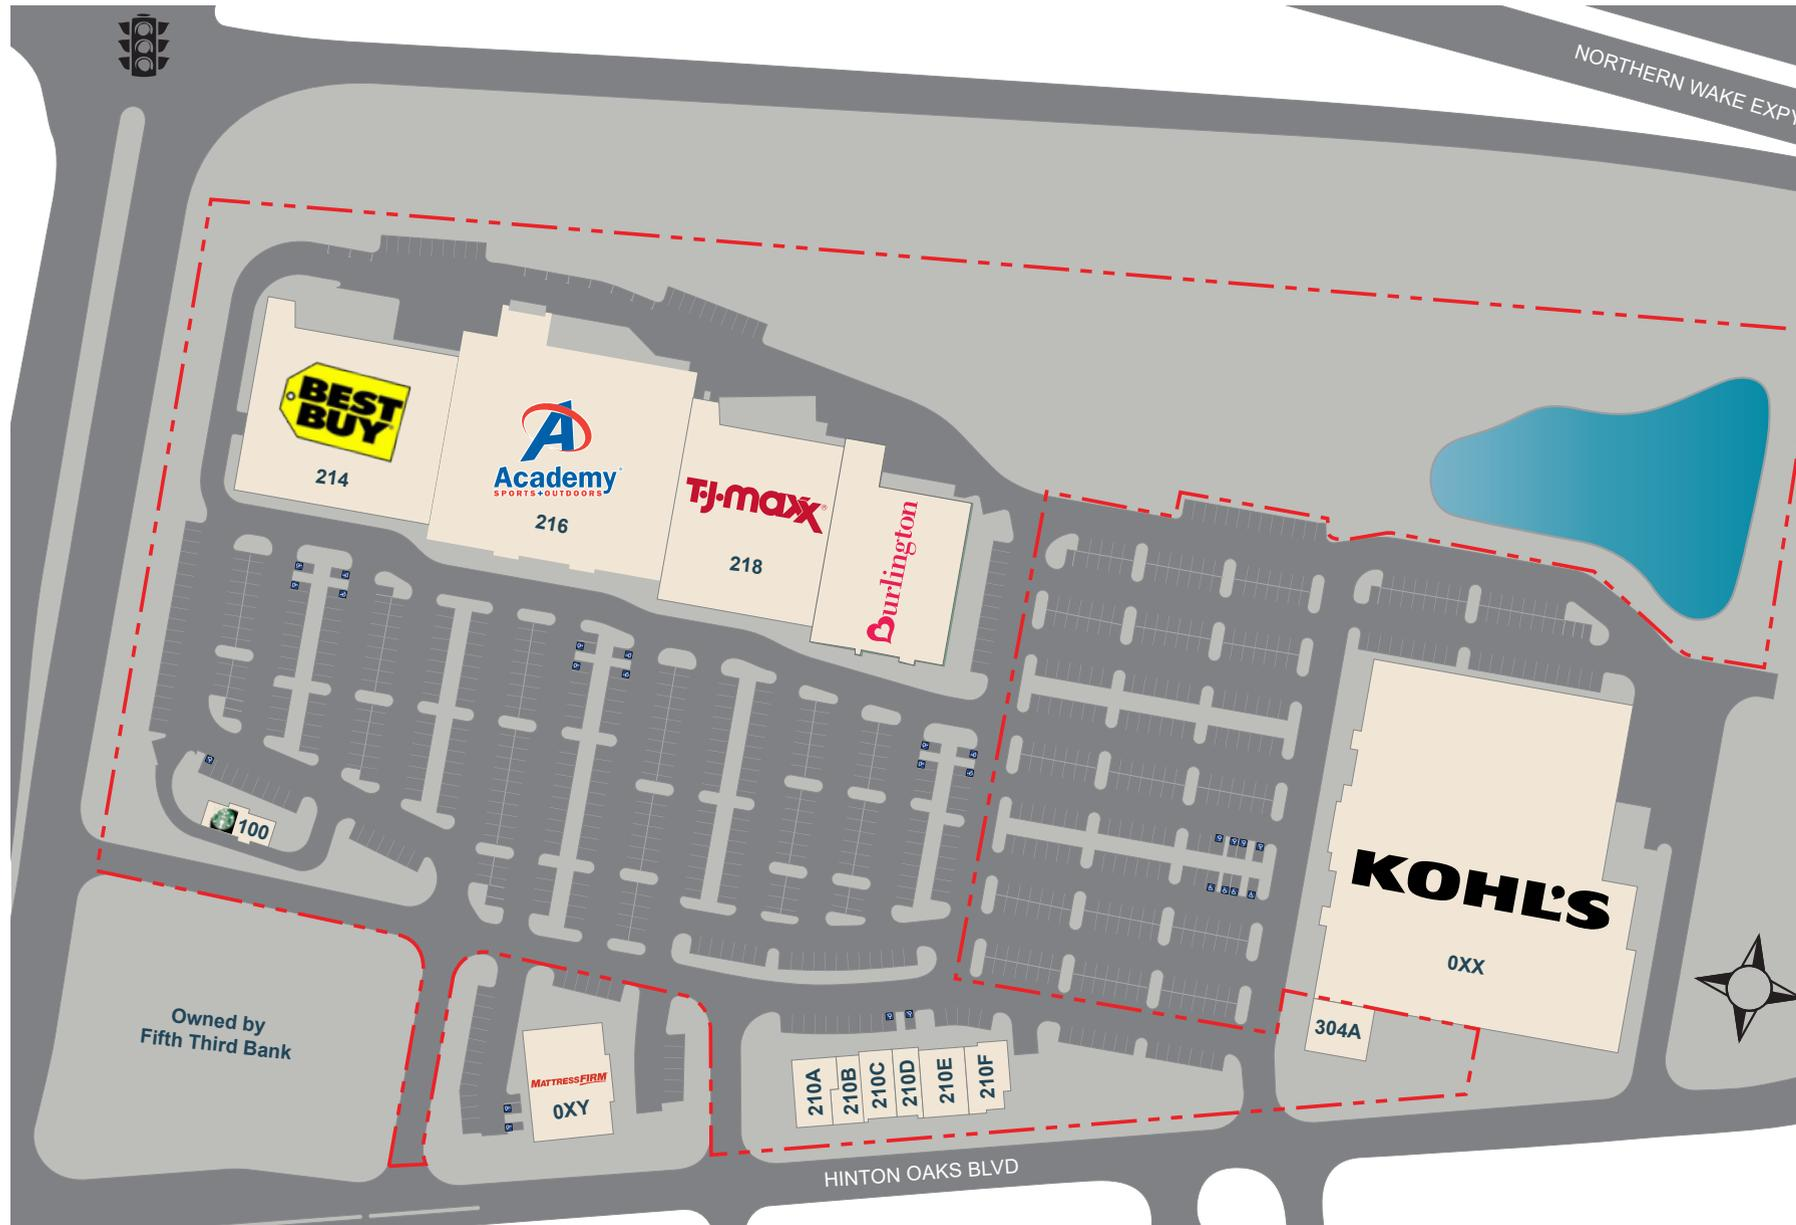 NORTHERN WAKE EXPY
BEST
BUY
214
Academy
SPORTS+OUTDOORS
216
T·J·maxx
218
Burlington
100
KOHL'S
0XX
304A
Owned by
Fifth Third Bank
MATTRESSFIRM
0XY
210A
210B
210C
210D
210E
210F
HINTON OAKS BLVD